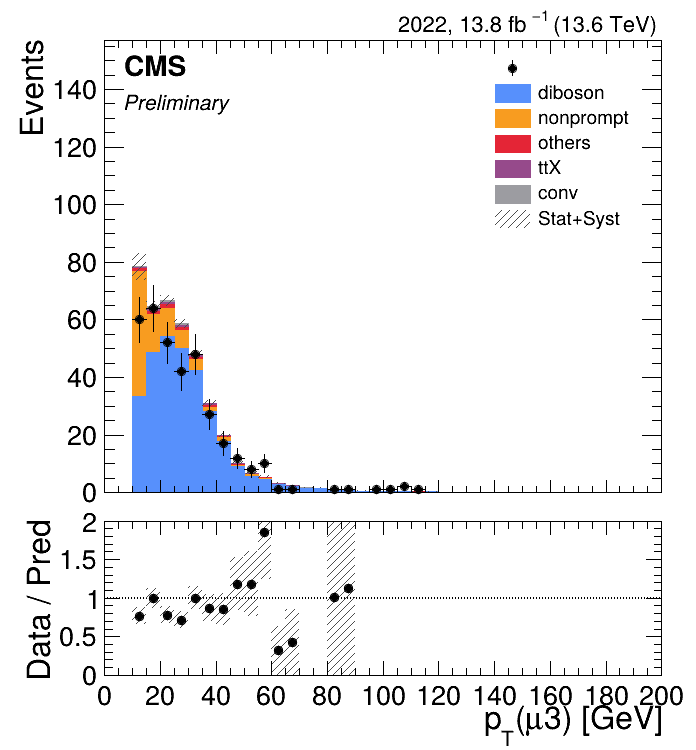 2022, 13.8 fb⁻¹ (13.6 TeV)
CMS
Preliminary
diboson
nonprompt
others
ttX
conv
Stat+Syst
Events
140
120
100
80
60
40
20
0
Data / Pred
2
1.5
1
0.5
0
0 20 40 60 80 100 120 140 160 180 200
p_T(μ3) [GeV]